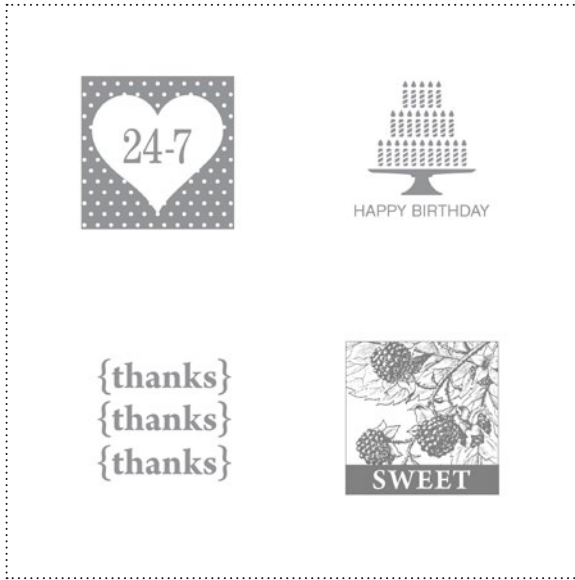 24-7
HAPPY BIRTHDAY
{thanks}
{thanks}
{thanks}
SWEET